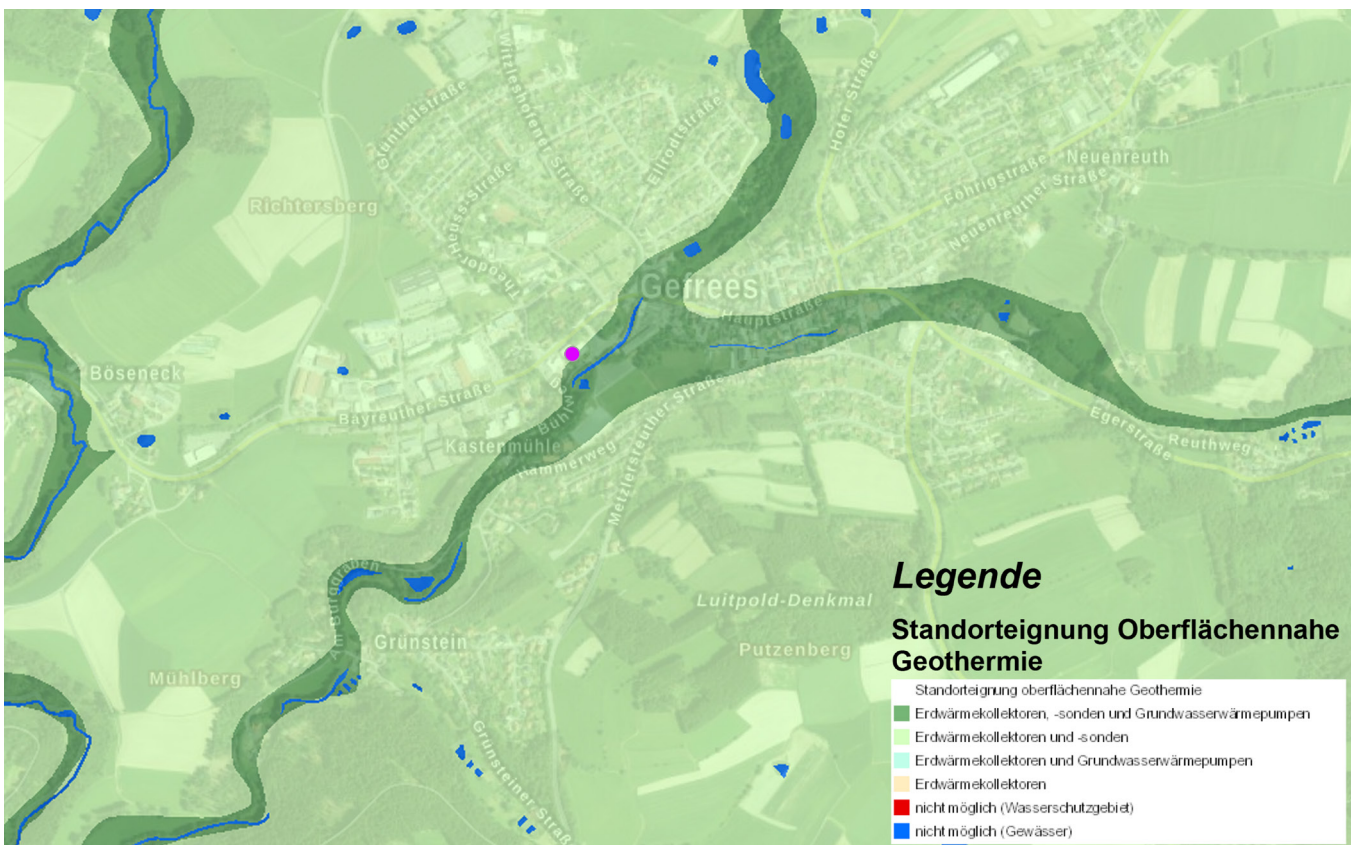 Witzleshofener Straße
Grünthalstraße
Ellrodtstraße
Hofer Straße
Neuenreuth
Föhrigstraße
Neuenreuther Straße
Richtersberg
Theodor-Heuss-Straße
Gefrees
Hauptstraße
Böseneck
Bayreuther Straße
Kastenmühle
Hammerweg
Metzlersreuther Straße
Egerstraße
Reuthweg
Am Burggraben
Luitpold-Denkmal
Grünstein
Putzenberg
Mühlberg
Grünsteiner Straße
Legende
Standorteignung Oberflächennahe
Geothermie
Standorteignung oberflächennahe Geothermie
Erdwärmekollektoren, -sonden und Grundwasserwärmepumpen
Erdwärmekollektoren und -sonden
Erdwärmekollektoren und Grundwasserwärmepumpen
Erdwärmekollektoren
nicht möglich (Wasserschutzgebiet)
nicht möglich (Gewässer)